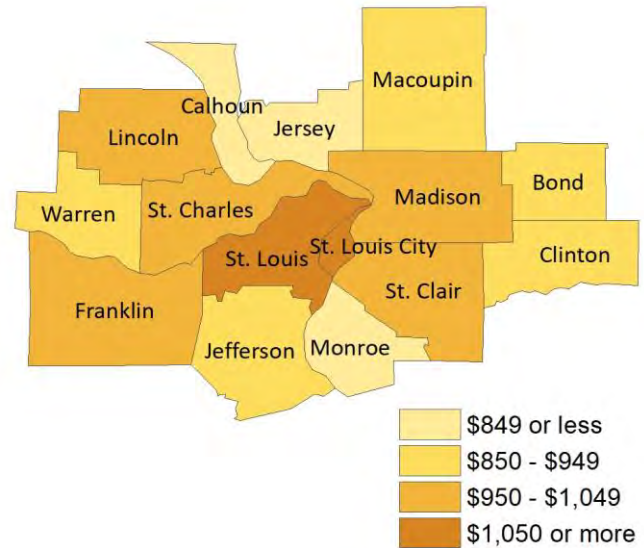 Macoupin
Calhoun
Lincoln
Jersey
Bond
Madison
Warren
St. Charles
St. Louis City
St. Louis
Clinton
St. Clair
Franklin
Jefferson
Monroe
$849 or less
$850 - $949
$950 - $1,049
$1,050 or more